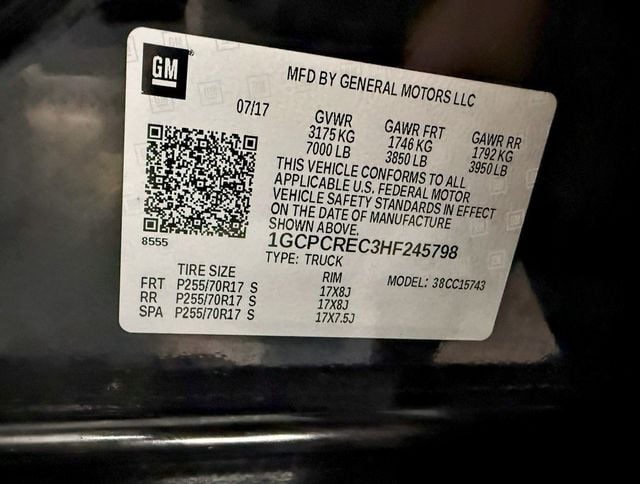 GM
MFD BY GENERAL MOTORS LLC
07/17
GVWR GAWR FRT GAWR RR
3175 KG 1746 KG 1792 KG
7000 LB 3850 LB 3950 LB
THIS VEHICLE CONFORMS TO ALL
APPLICABLE U.S. FEDERAL MOTOR
VEHICLE SAFETY STANDARDS IN EFFECT
ON THE DATE OF MANUFACTURE
SHOWN ABOVE.
8555
1GCPCREC3HF245798
TYPE: TRUCK
TIRE SIZE RIM MODEL: 38CC15743
FRT P255/70R17 S 17X8J
RR P255/70R17 S 17X8J
SPA P255/70R17 S 17X7.5J